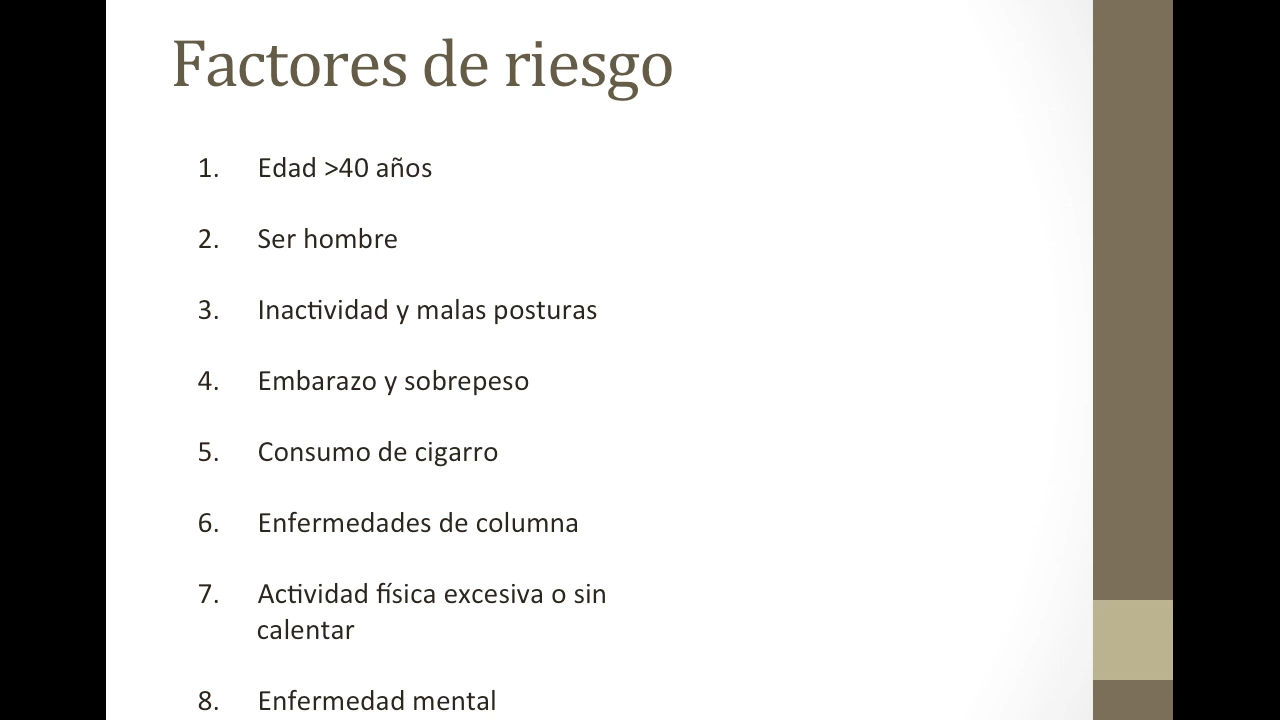 Factores de riesgo
1. Edad >40 años
2. Ser hombre
3. Inactividad y malas posturas
4. Embarazo y sobrepeso
5. Consumo de cigarro
6. Enfermedades de columna
7. Actividad física excesiva o sin
calentar
8. Enfermedad mental